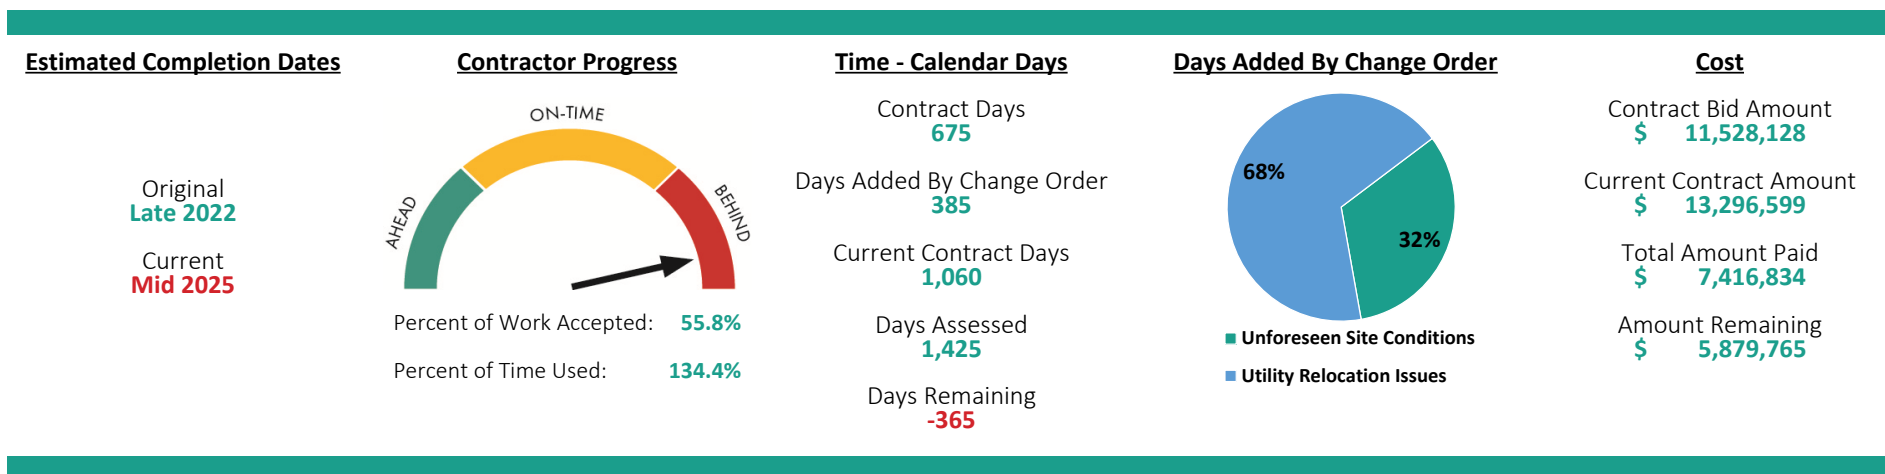 Estimated Completion Dates
Original
Late 2022
Current
Mid 2025
Contractor Progress
ON-TIME
AHEAD
BEHIND
Percent of Work Accepted: 55.8%
Percent of Time Used: 134.4%
Time - Calendar Days
Contract Days
675
Days Added By Change Order
385
Current Contract Days
1,060
Days Assessed
1,425
Days Remaining
-365
Days Added By Change Order
68%
32%
Unforeseen Site Conditions
Utility Relocation Issues
Cost
Contract Bid Amount
$ 11,528,128
Current Contract Amount
$ 13,296,599
Total Amount Paid
$ 7,416,834
Amount Remaining
$ 5,879,765